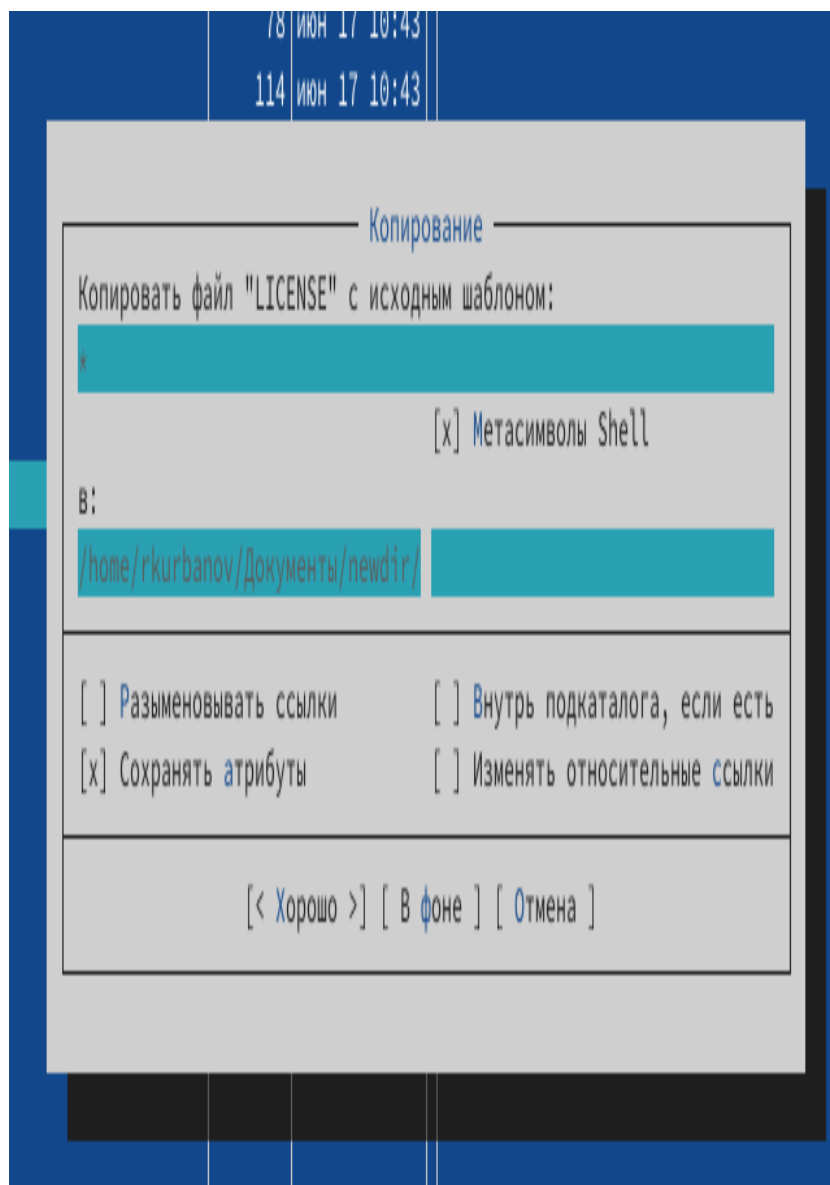 78 июн 17 10:43
114 июн 17 10:43
Копирование
Копировать файл "LICENSE" с исходным шаблоном:
*
[x] Метасимволы Shell
в:
/home/rkurbanov/Документы/newdir/
[ ] Разыменовывать ссылки [ ] Внутрь подкаталога, если есть
[x] Сохранять атрибуты [ ] Изменять относительные ссылки
[< Хорошо >] [ В фоне ] [ Отмена ]